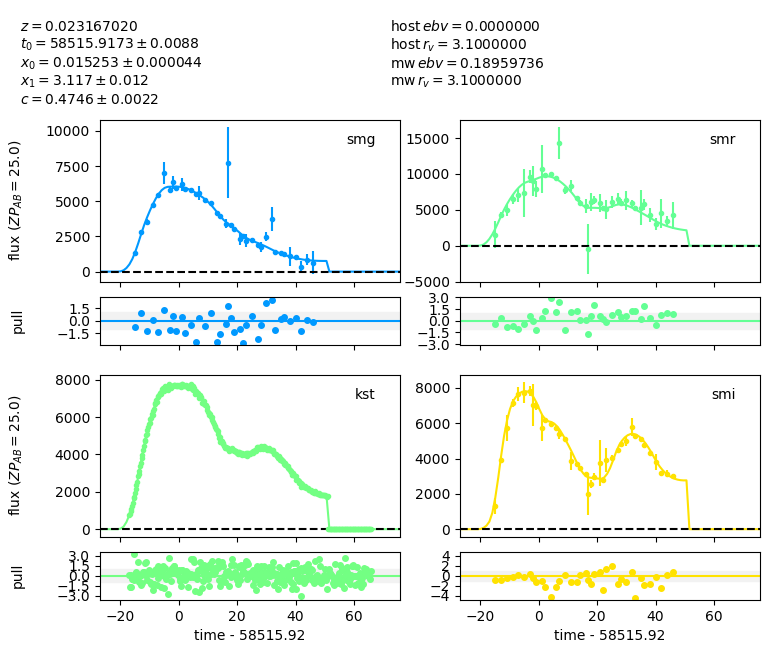 z = 0.023167020
t0 = 58515.9173 ± 0.0088
x0 = 0.015253 ± 0.000044
x1 = 3.117 ± 0.012
c = 0.4746 ± 0.0022
host ebv = 0.0000000
host rv = 3.1000000
mw ebv = 0.18959736
mw rv = 3.1000000
flux (ZPAB = 25.0)
10000
7500
5000
2500
0
smg
15000
10000
5000
0
−5000
smr
pull
1.5
0.0
−1.5
3.0
1.5
0.0
−1.5
−3.0
flux (ZPAB = 25.0)
8000
6000
4000
2000
0
kst
8000
6000
4000
2000
0
smi
pull
3.0
1.5
0.0
−1.5
−3.0
4
2
0
−2
−4
−20 0 20 40 60
−20 0 20 40 60
time - 58515.92
time - 58515.92